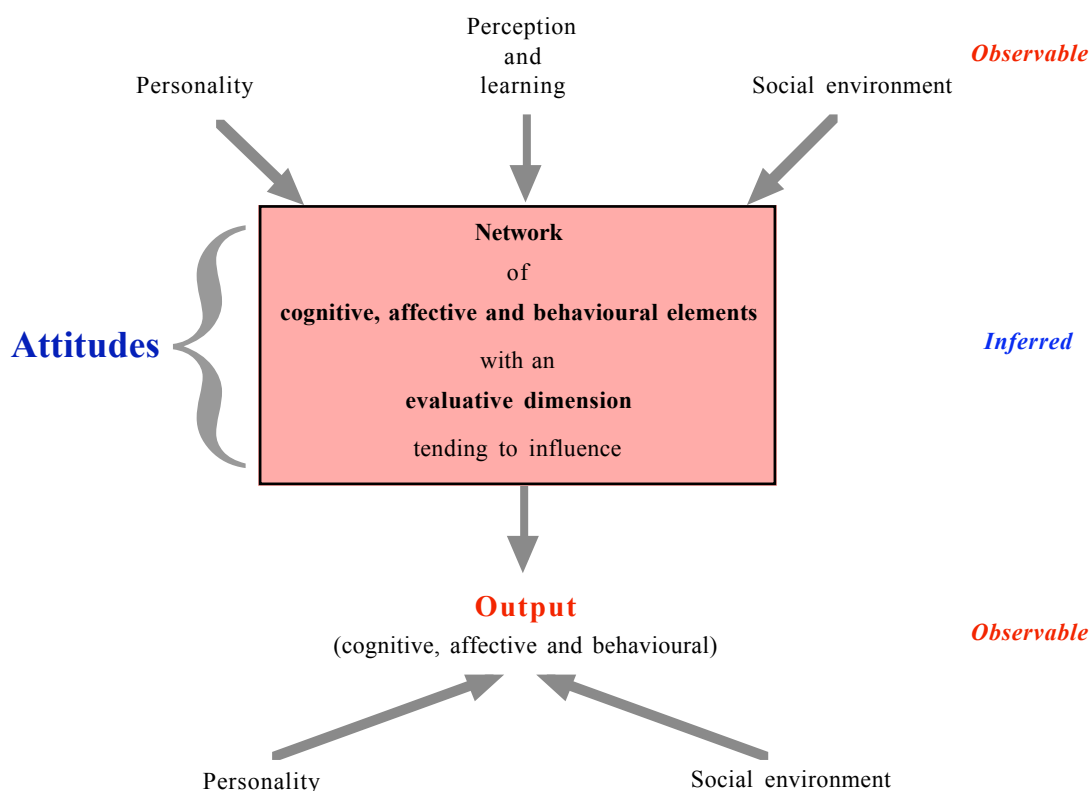 Perception
and
learning
Observable
Personality
Social environment
Network
of
cognitive, affective and behavioural elements
with an
evaluative dimension
tending to influence
Attitudes
Inferred
Output
(cognitive, affective and behavioural)
Observable
Personality
Social environment